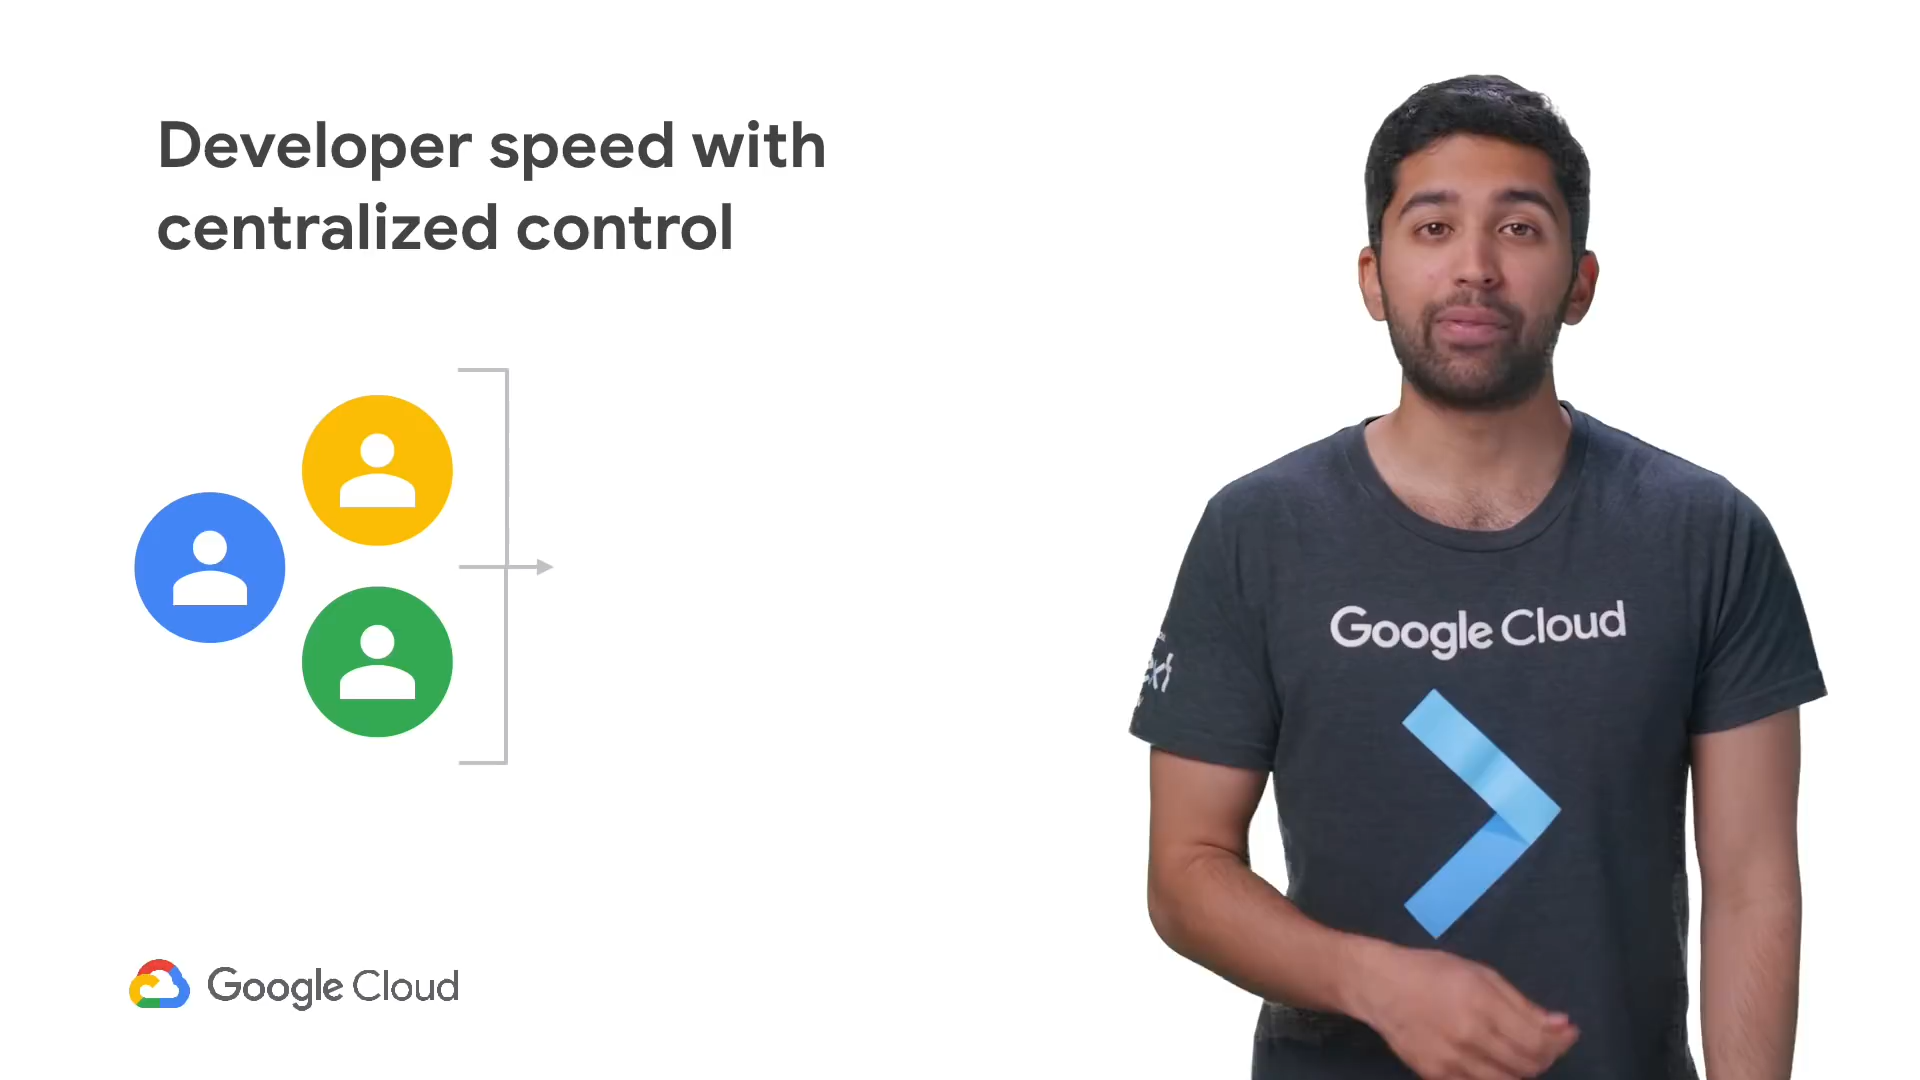 Developer speed with
centralized control
Google Cloud
Google Cloud